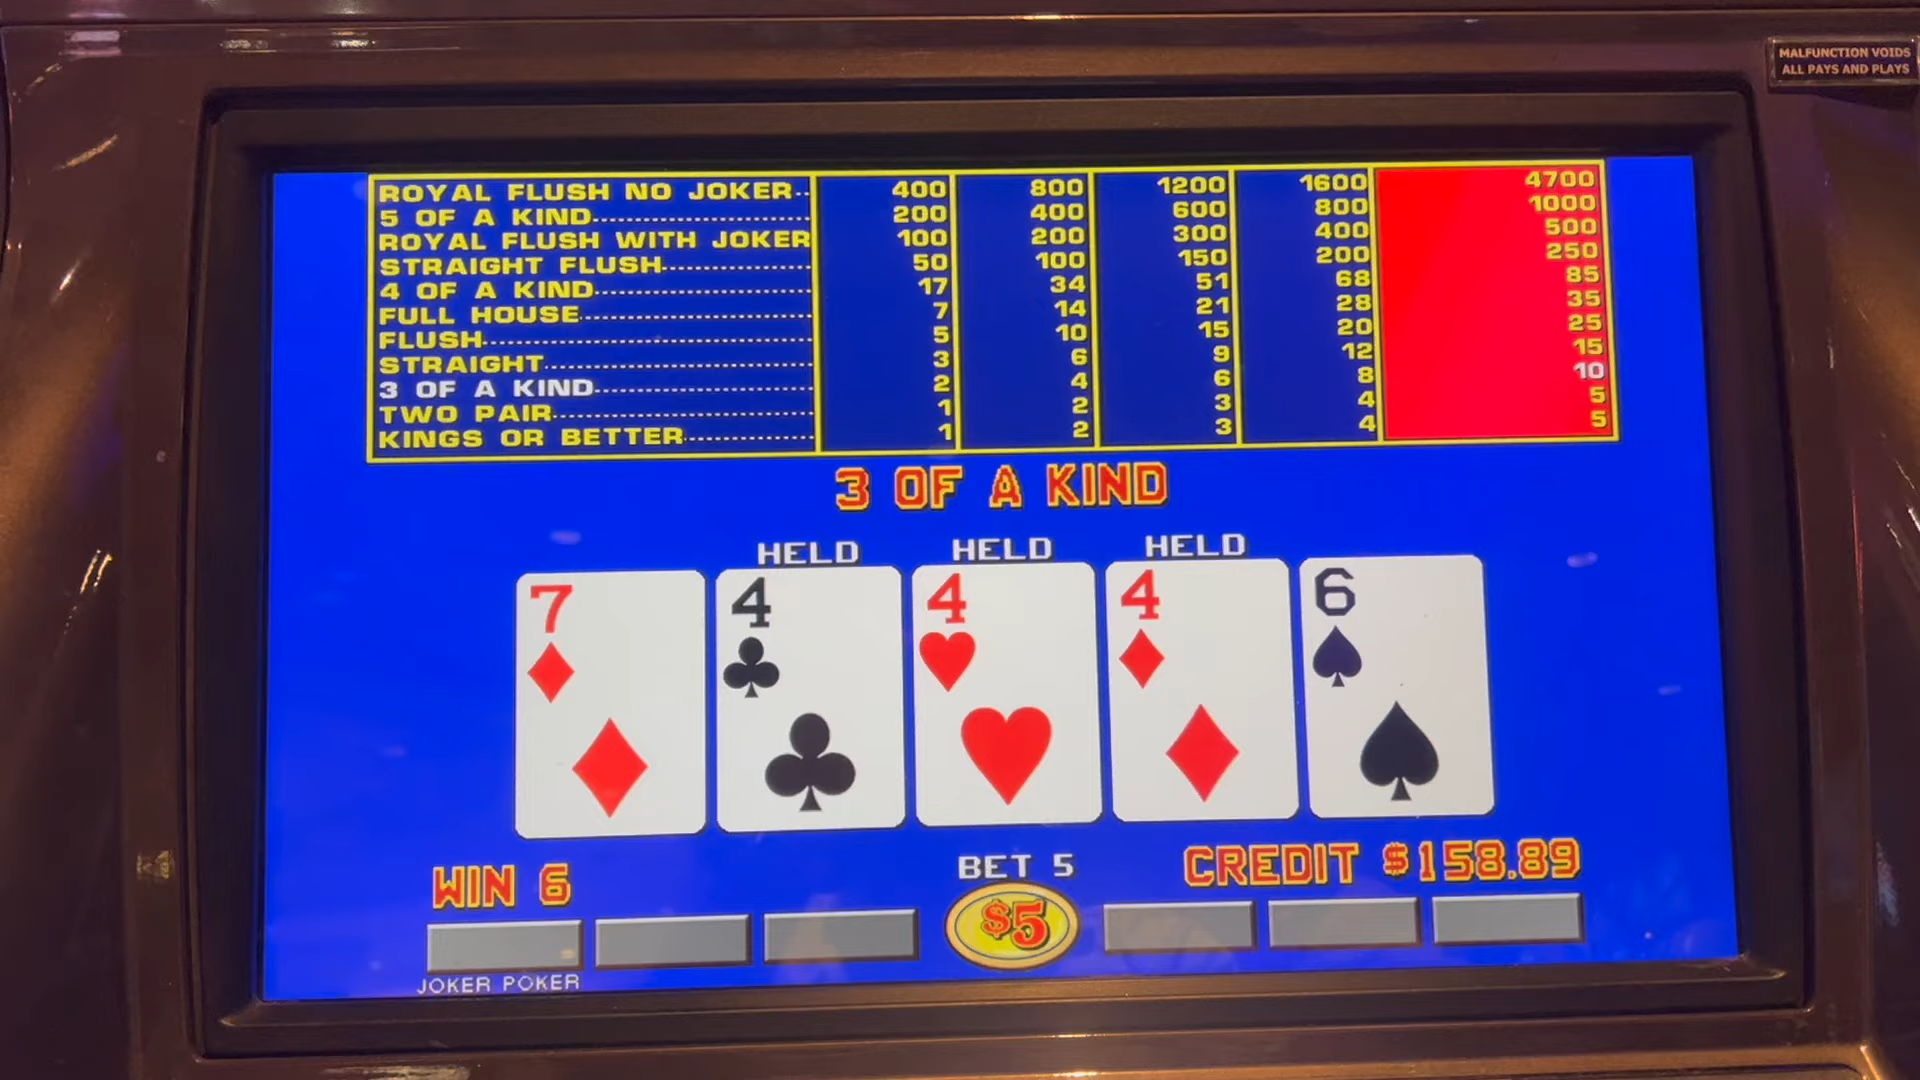 MALFUNCTION VOIDS
ALL PAYS AND PLAYS
ROYAL FLUSH NO JOKER.. 400 800 1200 1600 4700
5 OF A KIND 200 400 600 800 1000
ROYAL FLUSH WITH JOKER 100 200 300 400 500
STRAIGHT FLUSH 50 100 150 200 250
4 OF A KIND 17 34 51 68 85
FULL HOUSE 7 14 21 28 35
FLUSH 5 10 15 20 25
STRAIGHT 3 6 9 12 15
3 OF A KIND 2 4 6 8 10
TWO PAIR 1 2 3 4 5
KINGS OR BETTER 1 2 3 4 5
3 OF A KIND
HELD HELD HELD
7 4 4 4 6
WIN 6 BET 5 CREDIT $158.89
$5
JOKER POKER